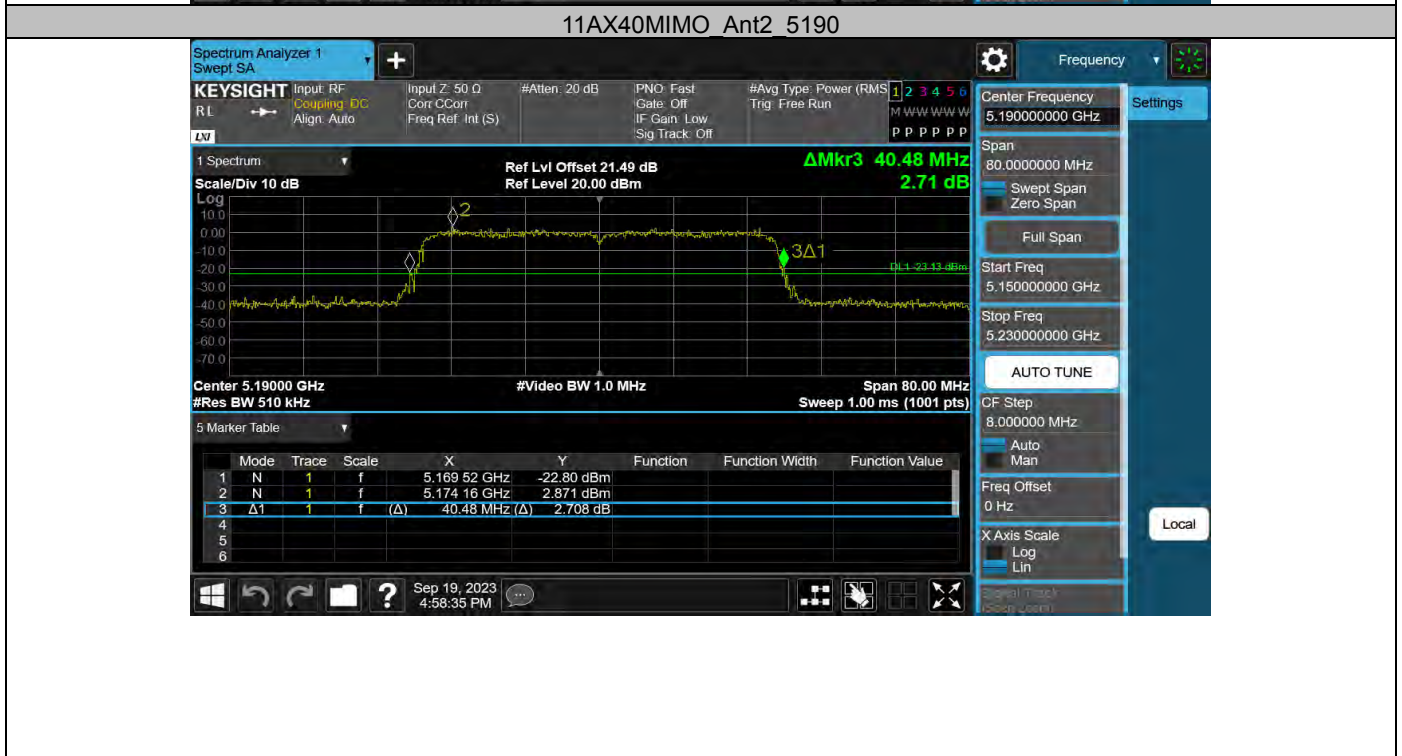 11AX40MIMO_Ant2_5190
Spectrum Analyzer 1
Swept SA
+
Frequency
KEYSIGHT
RL
LXI
Input: RF
Coupling: DC
Align: Auto
Input Z: 50 Ω
Corr CCorr
Freq Ref: Int (S)
#Atten: 20 dB
PNO: Fast
Gate: Off
IF Gain: Low
Sig Track: Off
#Avg Type: Power (RMS
Trig: Free Run
1 2 3 4 5 6
M W W W W W
P P P P P P
Settings
Center Frequency
5.190000000 GHz
1 Spectrum
Ref Lvl Offset 21.49 dB
ΔMkr3 40.48 MHz
Scale/Div 10 dB
Ref Level 20.00 dBm
2.71 dB
Log
10.0
0.00
-10.0
-20.0
-30.0
-40.0
-50.0
-60.0
-70.0
2
3Δ1
DL1 -23.13 dBm
Center 5.19000 GHz
#Video BW 1.0 MHz
Span 80.00 MHz
#Res BW 510 kHz
Sweep 1.00 ms (1001 pts)
Span
80.0000000 MHz
Swept Span
Zero Span
Full Span
Start Freq
5.150000000 GHz
Stop Freq
5.230000000 GHz
AUTO TUNE
CF Step
8.000000 MHz
Auto
Man
Freq Offset
0 Hz
X Axis Scale
Log
Lin
Signal Track
(Span Zoom)
Local
5 Marker Table
Mode Trace Scale X Y Function Function Width Function Value
1 N 1 f 5.169 52 GHz -22.80 dBm
2 N 1 f 5.174 16 GHz 2.871 dBm
3 Δ1 1 f (Δ) 40.48 MHz (Δ) 2.708 dB
4
5
6
?
Sep 19, 2023
4:58:35 PM